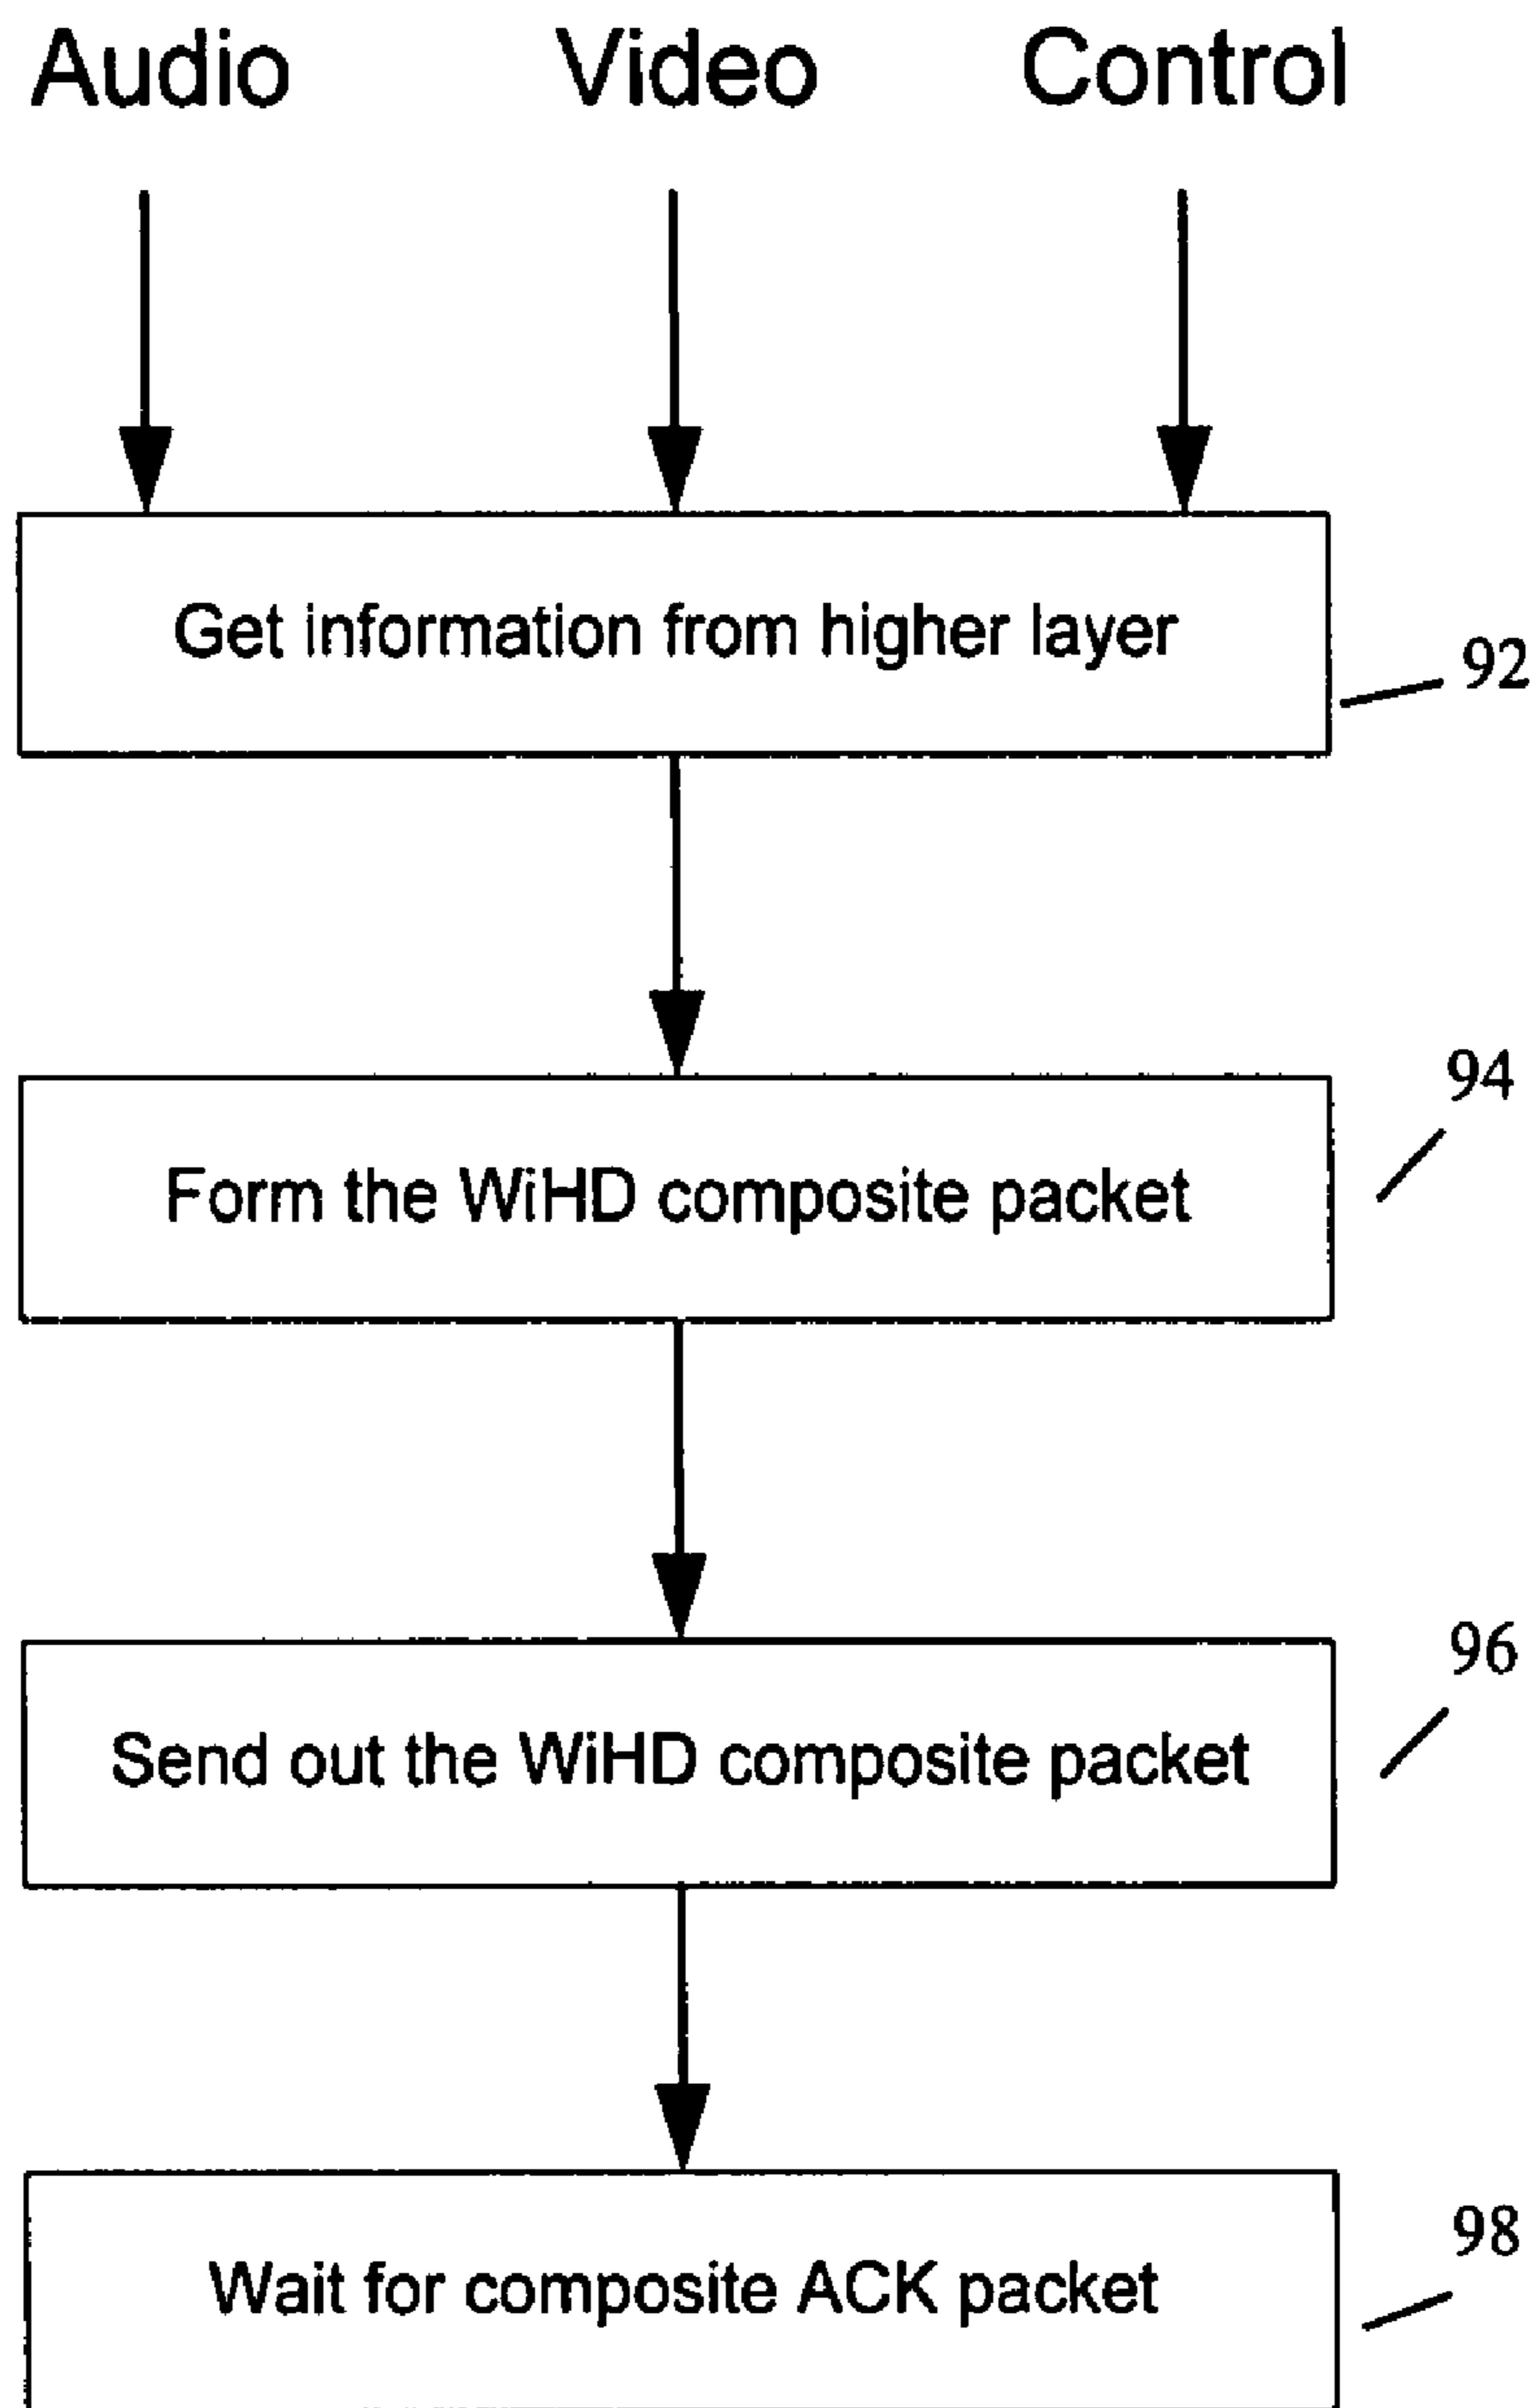 Audio Video Control
Get information from higher layer
92
94
Form the WiHD composite packet
96
Send out the WiHD composite packet
98
Wait for composite ACK packet